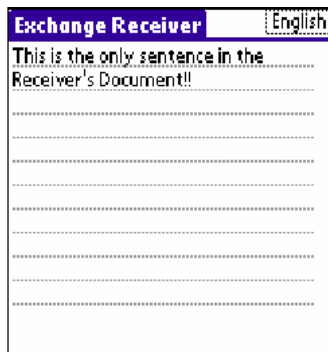 Exchange Receiver
English
This is the only sentence in the
Receiver's Document!!